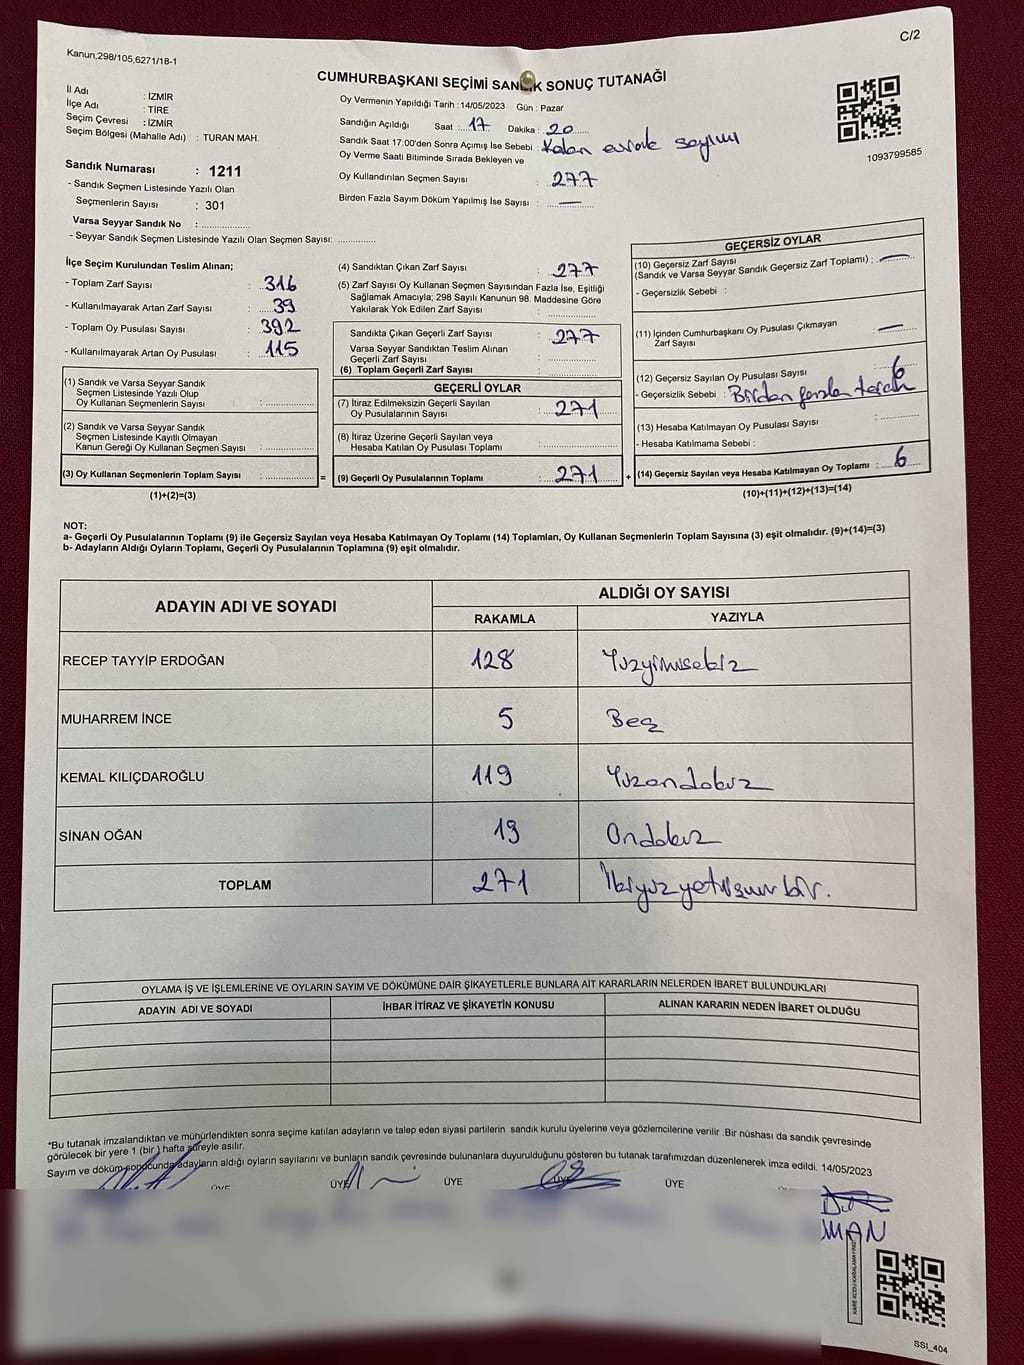 C/2
Kanun;298/105,6271/18-1
CUMHURBAŞKANI SEÇİMİ SANDIK SONUÇ TUTANAĞI
İl Adı : İZMİR
İlçe Adı : TİRE
Seçim Çevresi : İZMİR
Seçim Bölgesi (Mahalle Adı) : TURAN MAH.
Sandık Numarası : 1211
- Sandık Seçmen Listesinde Yazılı Olan
Seçmenlerin Sayısı : 301
Varsa Seyyar Sandık No : ....................
- Seyyar Sandık Seçmen Listesinde Yazılı Olan Seçmen Sayısı: ..............
Oy Vermenin Yapıldığı Tarih :14/05/2023 Gün : Pazar
Sandığın Açıldığı Saat : 17 Dakika : 20
Sandık Saat 17:00'den Sonra Açımış İse Sebebi : Kalan evrak sayımı
Oy Verme Saati Bitiminde Sırada Bekleyen ve
Oy Kullandırılan Seçmen Sayısı : 277
Birden Fazla Sayım Döküm Yapılmış İse Sayısı : —
1093799585
İlçe Seçim Kurulundan Teslim Alınan;
- Toplam Zarf Sayısı : 316
- Kullanılmayarak Artan Zarf Sayısı : 39
- Toplam Oy Pusulası Sayısı : 392
- Kullanılmayarak Artan Oy Pusulası : 115
(1) Sandık ve Varsa Seyyar Sandık
Seçmen Listesinde Yazılı Olup
Oy Kullanan Seçmenlerin Sayısı : ..............
(2) Sandık ve Varsa Seyyar Sandık
Seçmen Listesinde Kayıtlı Olmayan
Kanun Gereği Oy Kullanan Seçmen Sayısı : ..............
(3) Oy Kullanan Seçmenlerin Toplam Sayısı : .............. =
(1)+(2)=(3)
(4) Sandıktan Çıkan Zarf Sayısı : 277
(5) Zarf Sayısı Oy Kullanan Seçmen Sayısından Fazla İse, Eşitliği
Sağlamak Amacıyla; 298 Sayılı Kanunun 98. Maddesine Göre
Yakılarak Yok Edilen Zarf Sayısı : ..............
Sandıkta Çıkan Geçerli Zarf Sayısı : 277
Varsa Seyyar Sandıktan Teslim Alınan
Geçerli Zarf Sayısı : ..............
(6) Toplam Geçerli Zarf Sayısı : ..............
GEÇERLİ OYLAR
(7) İtiraz Edilmeksizin Geçerli Sayılan
Oy Pusulalarının Sayısı : 271
(8) İtiraz Üzerine Geçerli Sayılan veya
Hesaba Katılan Oy Pusulası Toplamı : ..............
(9) Geçerli Oy Pusulalarının Toplamı : 271 +
GEÇERSİZ OYLAR
(10) Geçersiz Zarf Sayısı
(Sandık ve Varsa Seyyar Sandık Geçersiz Zarf Toplamı) : —
- Geçersizlik Sebebi :
(11) İçinden Cumhurbaşkanı Oy Pusulası Çıkmayan
Zarf Sayısı : —
(12) Geçersiz Sayılan Oy Pusulası Sayısı : 6
- Geçersizlik Sebebi : Birden fazla tercih
(13) Hesaba Katılmayan Oy Pusulası Sayısı : ..............
- Hesaba Katılmama Sebebi :
(14) Geçersiz Sayılan veya Hesaba Katılmayan Oy Toplamı : 6
(10)+(11)+(12)+(13)=(14)
NOT:
a- Geçerli Oy Pusulalarının Toplamı (9) ile Geçersiz Sayılan veya Hesaba Katılmayan Oy Toplamı (14) Toplamları, Oy Kullanan Seçmenlerin Toplam Sayısına (3) eşit olmalıdır. (9)+(14)=(3)
b- Adayların Aldığı Oyların Toplamı, Geçerli Oy Pusulalarının Toplamına (9) eşit olmalıdır.
ADAYIN ADI VE SOYADI ALDIĞI OY SAYISI
RAKAMLA YAZIYLA
RECEP TAYYİP ERDOĞAN 128 Yüzyirmisekiz
MUHARREM İNCE 5 Beş
KEMAL KILIÇDAROĞLU 119 Yüzondokuz
SİNAN OĞAN 19 Ondokuz
TOPLAM 271 İkiyüzyetmişbir.
OYLAMA İŞ VE İŞLEMLERİNE VE OYLARIN SAYIM VE DÖKÜMÜNE DAİR ŞİKAYETLERLE BUNLARA AİT KARARLARIN NELERDEN İBARET BULUNDUKLARI
ADAYIN ADI VE SOYADI İHBAR İTİRAZ VE ŞİKAYETİN KONUSU ALINAN KARARIN NEDEN İBARET OLDUĞU
*Bu tutanak imzalandıktan ve mühürlendikten sonra seçime katılan adayların ve talep eden siyasi partilerin sandık kurulu üyelerine veya gözlemcilerine verilir .Bir nüshası da sandık çevresinde
görülecek bir yere 1 (bir ) hafta süreyle asılır.
Sayım ve döküm sonucunda adayların aldığı oyların sayılarını ve bunların sandık çevresinde bulunanlara duyurulduğunu gösteren bu tutanak tarafımızdan düzenlenerek imza edildi. 14/05/2023
ÜYE ÜYE ÜYE ÜYE ÜYE
MAN
KARE KODU KARALAMAYINIZ
SSI_404